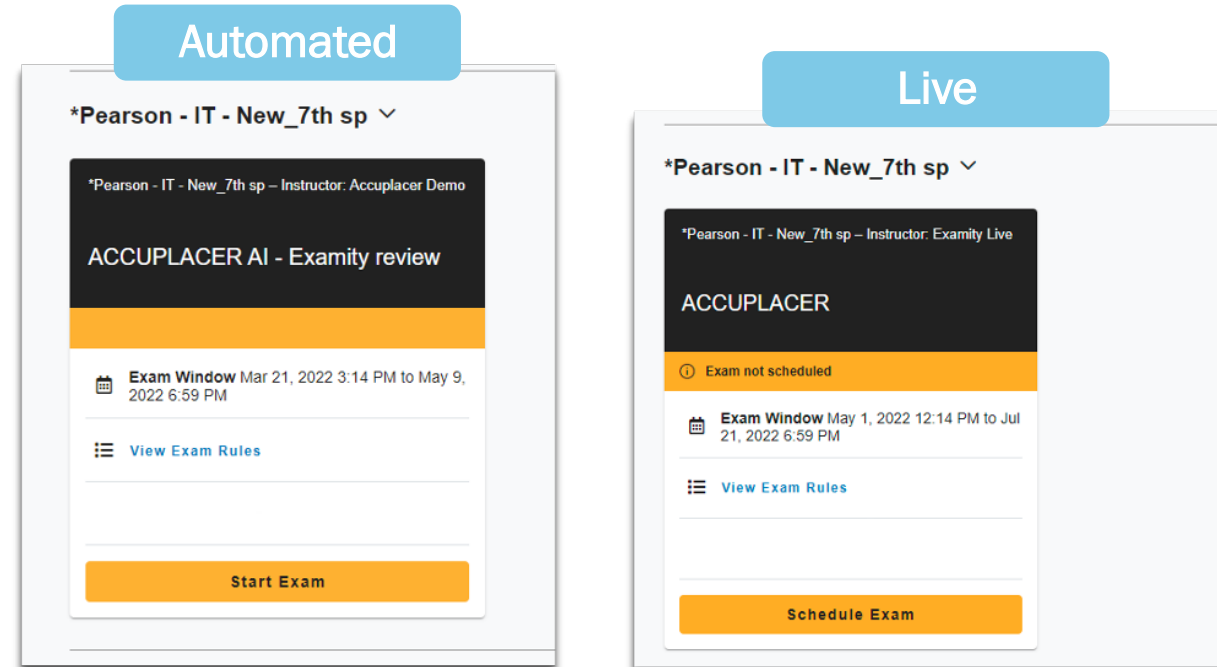 Automated
*Pearson - IT - New_7th sp
*Pearson - IT - New_7th sp – Instructor: Accuplacer Demo
ACCUPLACER AI - Examity review
Exam Window Mar 21, 2022 3:14 PM to May 9,
2022 6:59 PM
View Exam Rules
Start Exam
Live
*Pearson - IT - New_7th sp
*Pearson - IT - New_7th sp – Instructor: Examity Live
ACCUPLACER
Exam not scheduled
Exam Window May 1, 2022 12:14 PM to Jul
21, 2022 6:59 PM
View Exam Rules
Schedule Exam